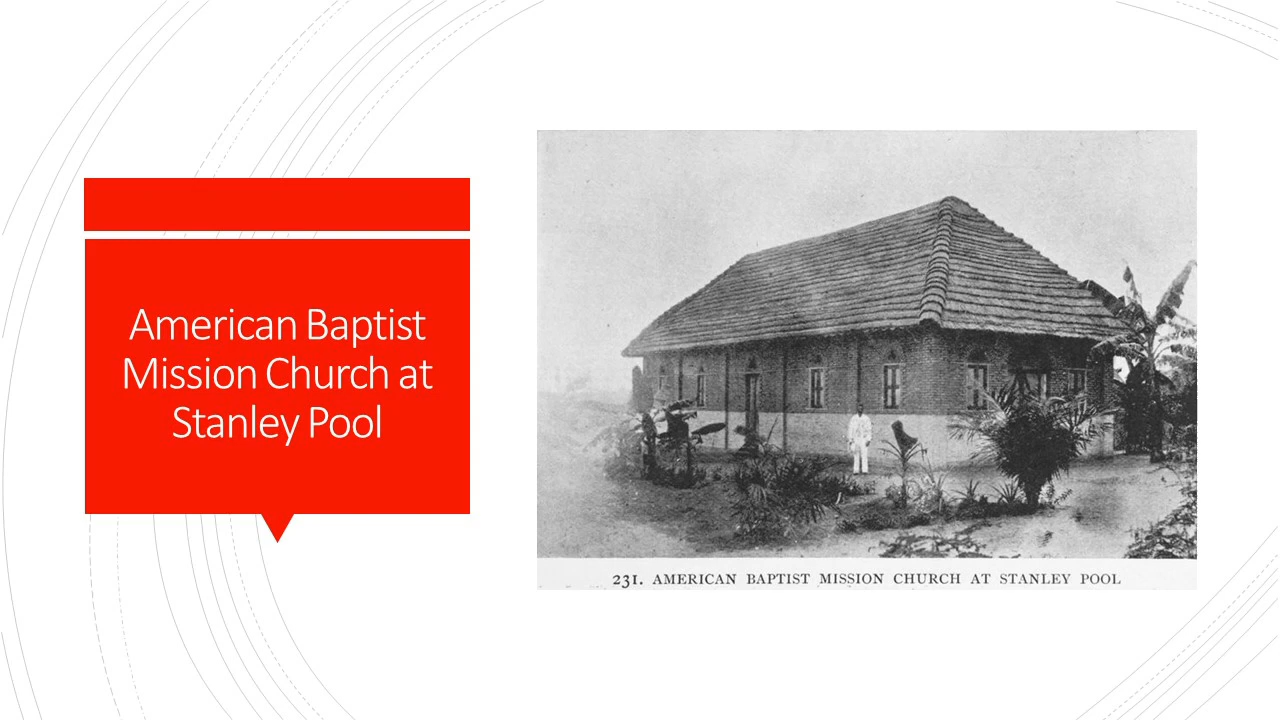 American Baptist
Mission Church at
Stanley Pool
231. AMERICAN BAPTIST MISSION CHURCH AT STANLEY POOL